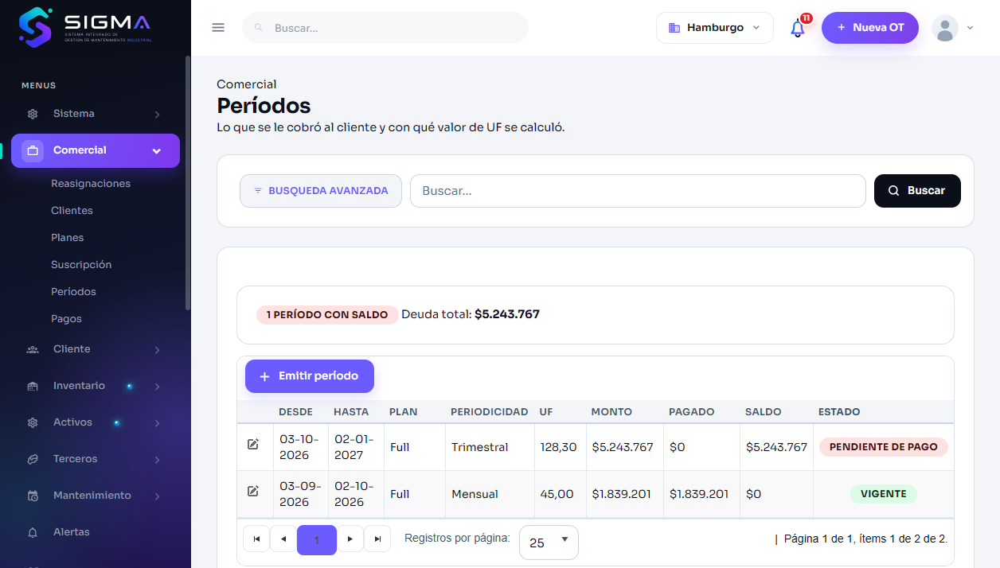 SIGMA
SISTEMA INTEGRADO DE
GESTIÓN DE MANTENIMIENTO INDUSTRIAL
Buscar...
Hamburgo
11
+ Nueva OT
MENUS
Sistema
Comercial
Reasignaciones
Clientes
Planes
Suscripción
Períodos
Pagos
Cliente
Inventario
Activos
Terceros
Mantenimiento
Alertas
Comercial
Períodos
Lo que se le cobró al cliente y con qué valor de UF se calculó.
BUSQUEDA AVANZADA
Buscar...
Buscar
1 PERÍODO CON SALDO Deuda total: $5.243.767
+ Emitir período
DESDE HASTA PLAN PERIODICIDAD UF MONTO PAGADO SALDO ESTADO
03-10-2026 02-01-2027 Full Trimestral 128,30 $5.243.767 $0 $5.243.767 PENDIENTE DE PAGO
03-09-2026 02-10-2026 Full Mensual 45,00 $1.839.201 $1.839.201 $0 VIGENTE
1 Registros por página: 25 | Página 1 de 1, ítems 1 de 2 de 2.